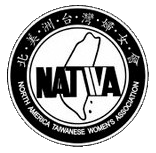 北美洲台灣婦女會
NATWA
NORTH AMERICA TAIWANESE WOMEN'S ASSOCIATION